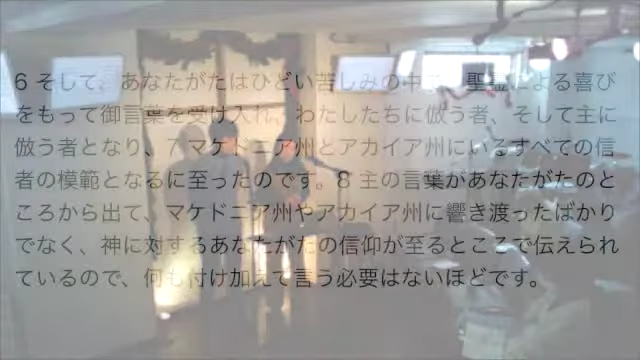 6 そして、あなたがたはひどい苦しみの中で、聖霊による喜び
をもって御言葉を受け入れ、わたしたちに倣う者、そして主に
倣う者となり、7 マケドニア州とアカイア州にいるすべての信
者の模範となるに至ったのです。8 主の言葉があなたがたのと
ころから出て、マケドニア州やアカイア州に響き渡ったばかり
でなく、神に対するあなたがたの信仰が至るところで伝えられ
ているので、何も付け加えて言う必要はないほどです。